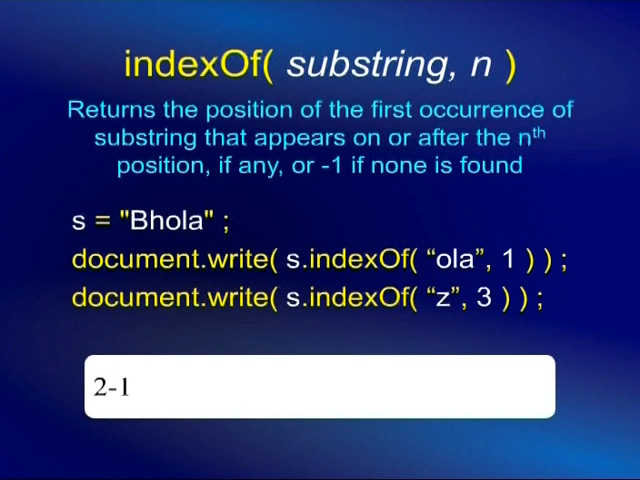 indexOf( substring, n )
Returns the position of the first occurrence of
substring that appears on or after the nth
position, if any, or -1 if none is found
s = "Bhola" ;
document.write( s.indexOf( “ola”, 1 ) ) ;
document.write( s.indexOf( “z”, 3 ) ) ;
2-1